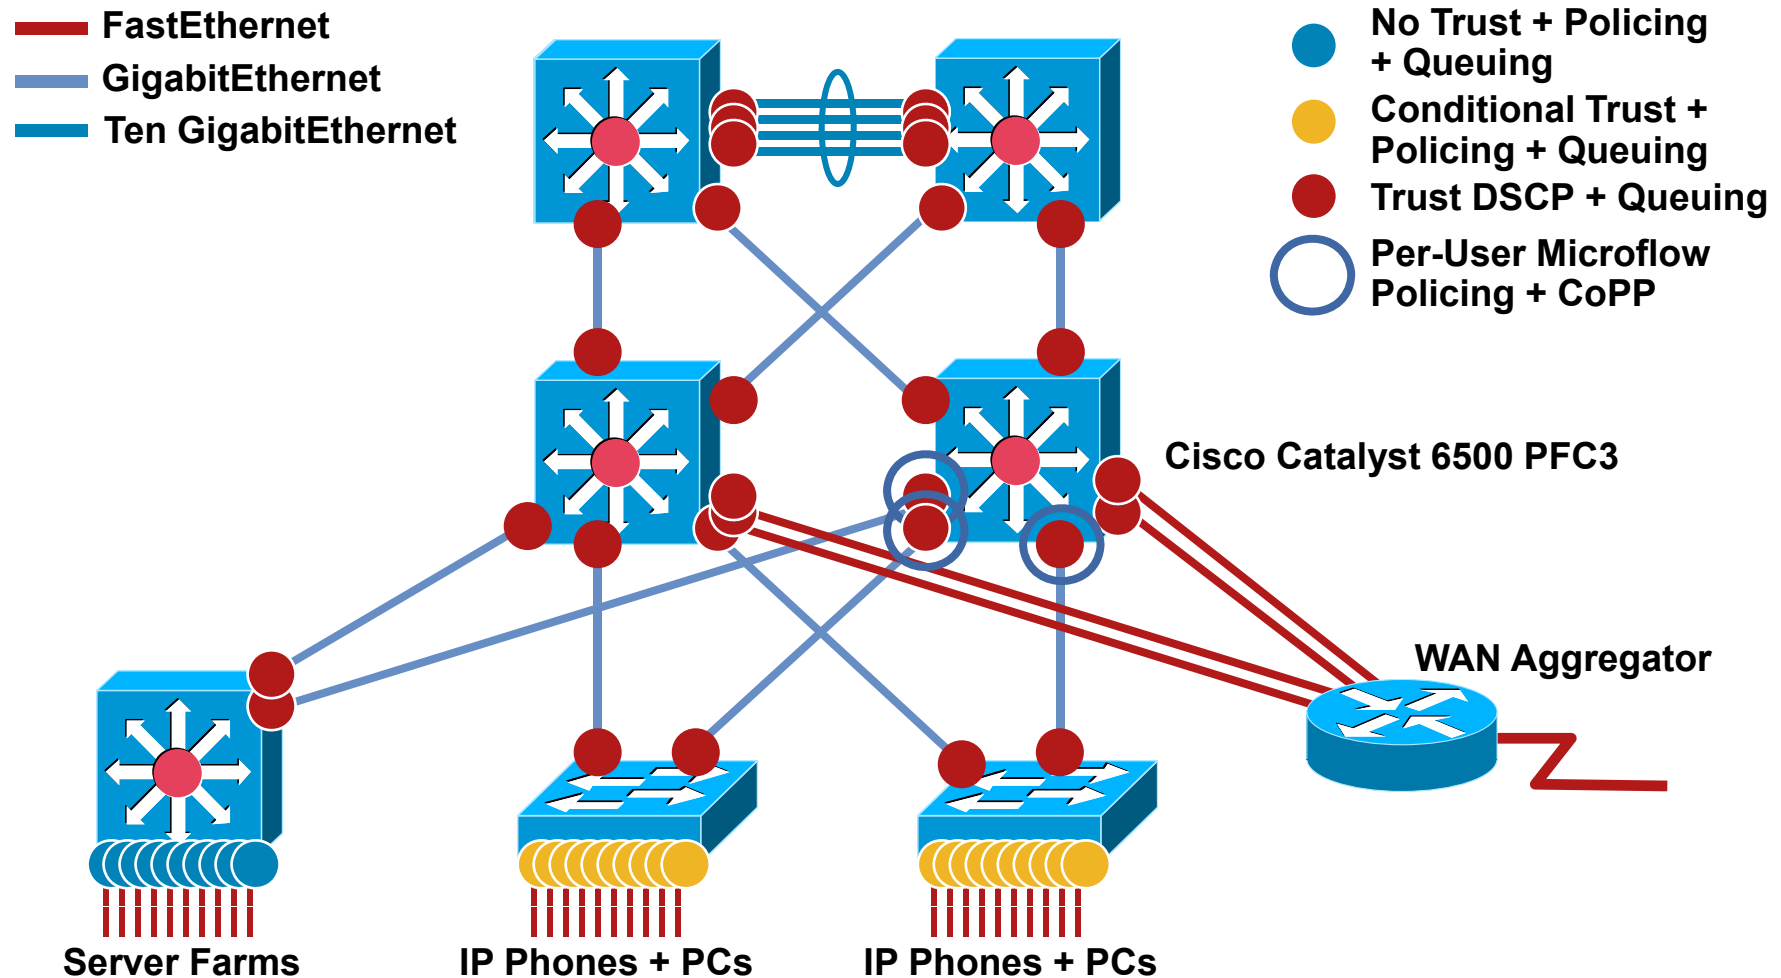 FastEthernet
GigabitEthernet
Ten GigabitEthernet
No Trust + Policing
+ Queuing
Conditional Trust +
Policing + Queuing
Trust DSCP + Queuing
Per-User Microflow
Policing + CoPP
Cisco Catalyst 6500 PFC3
WAN Aggregator
Server Farms
IP Phones + PCs
IP Phones + PCs